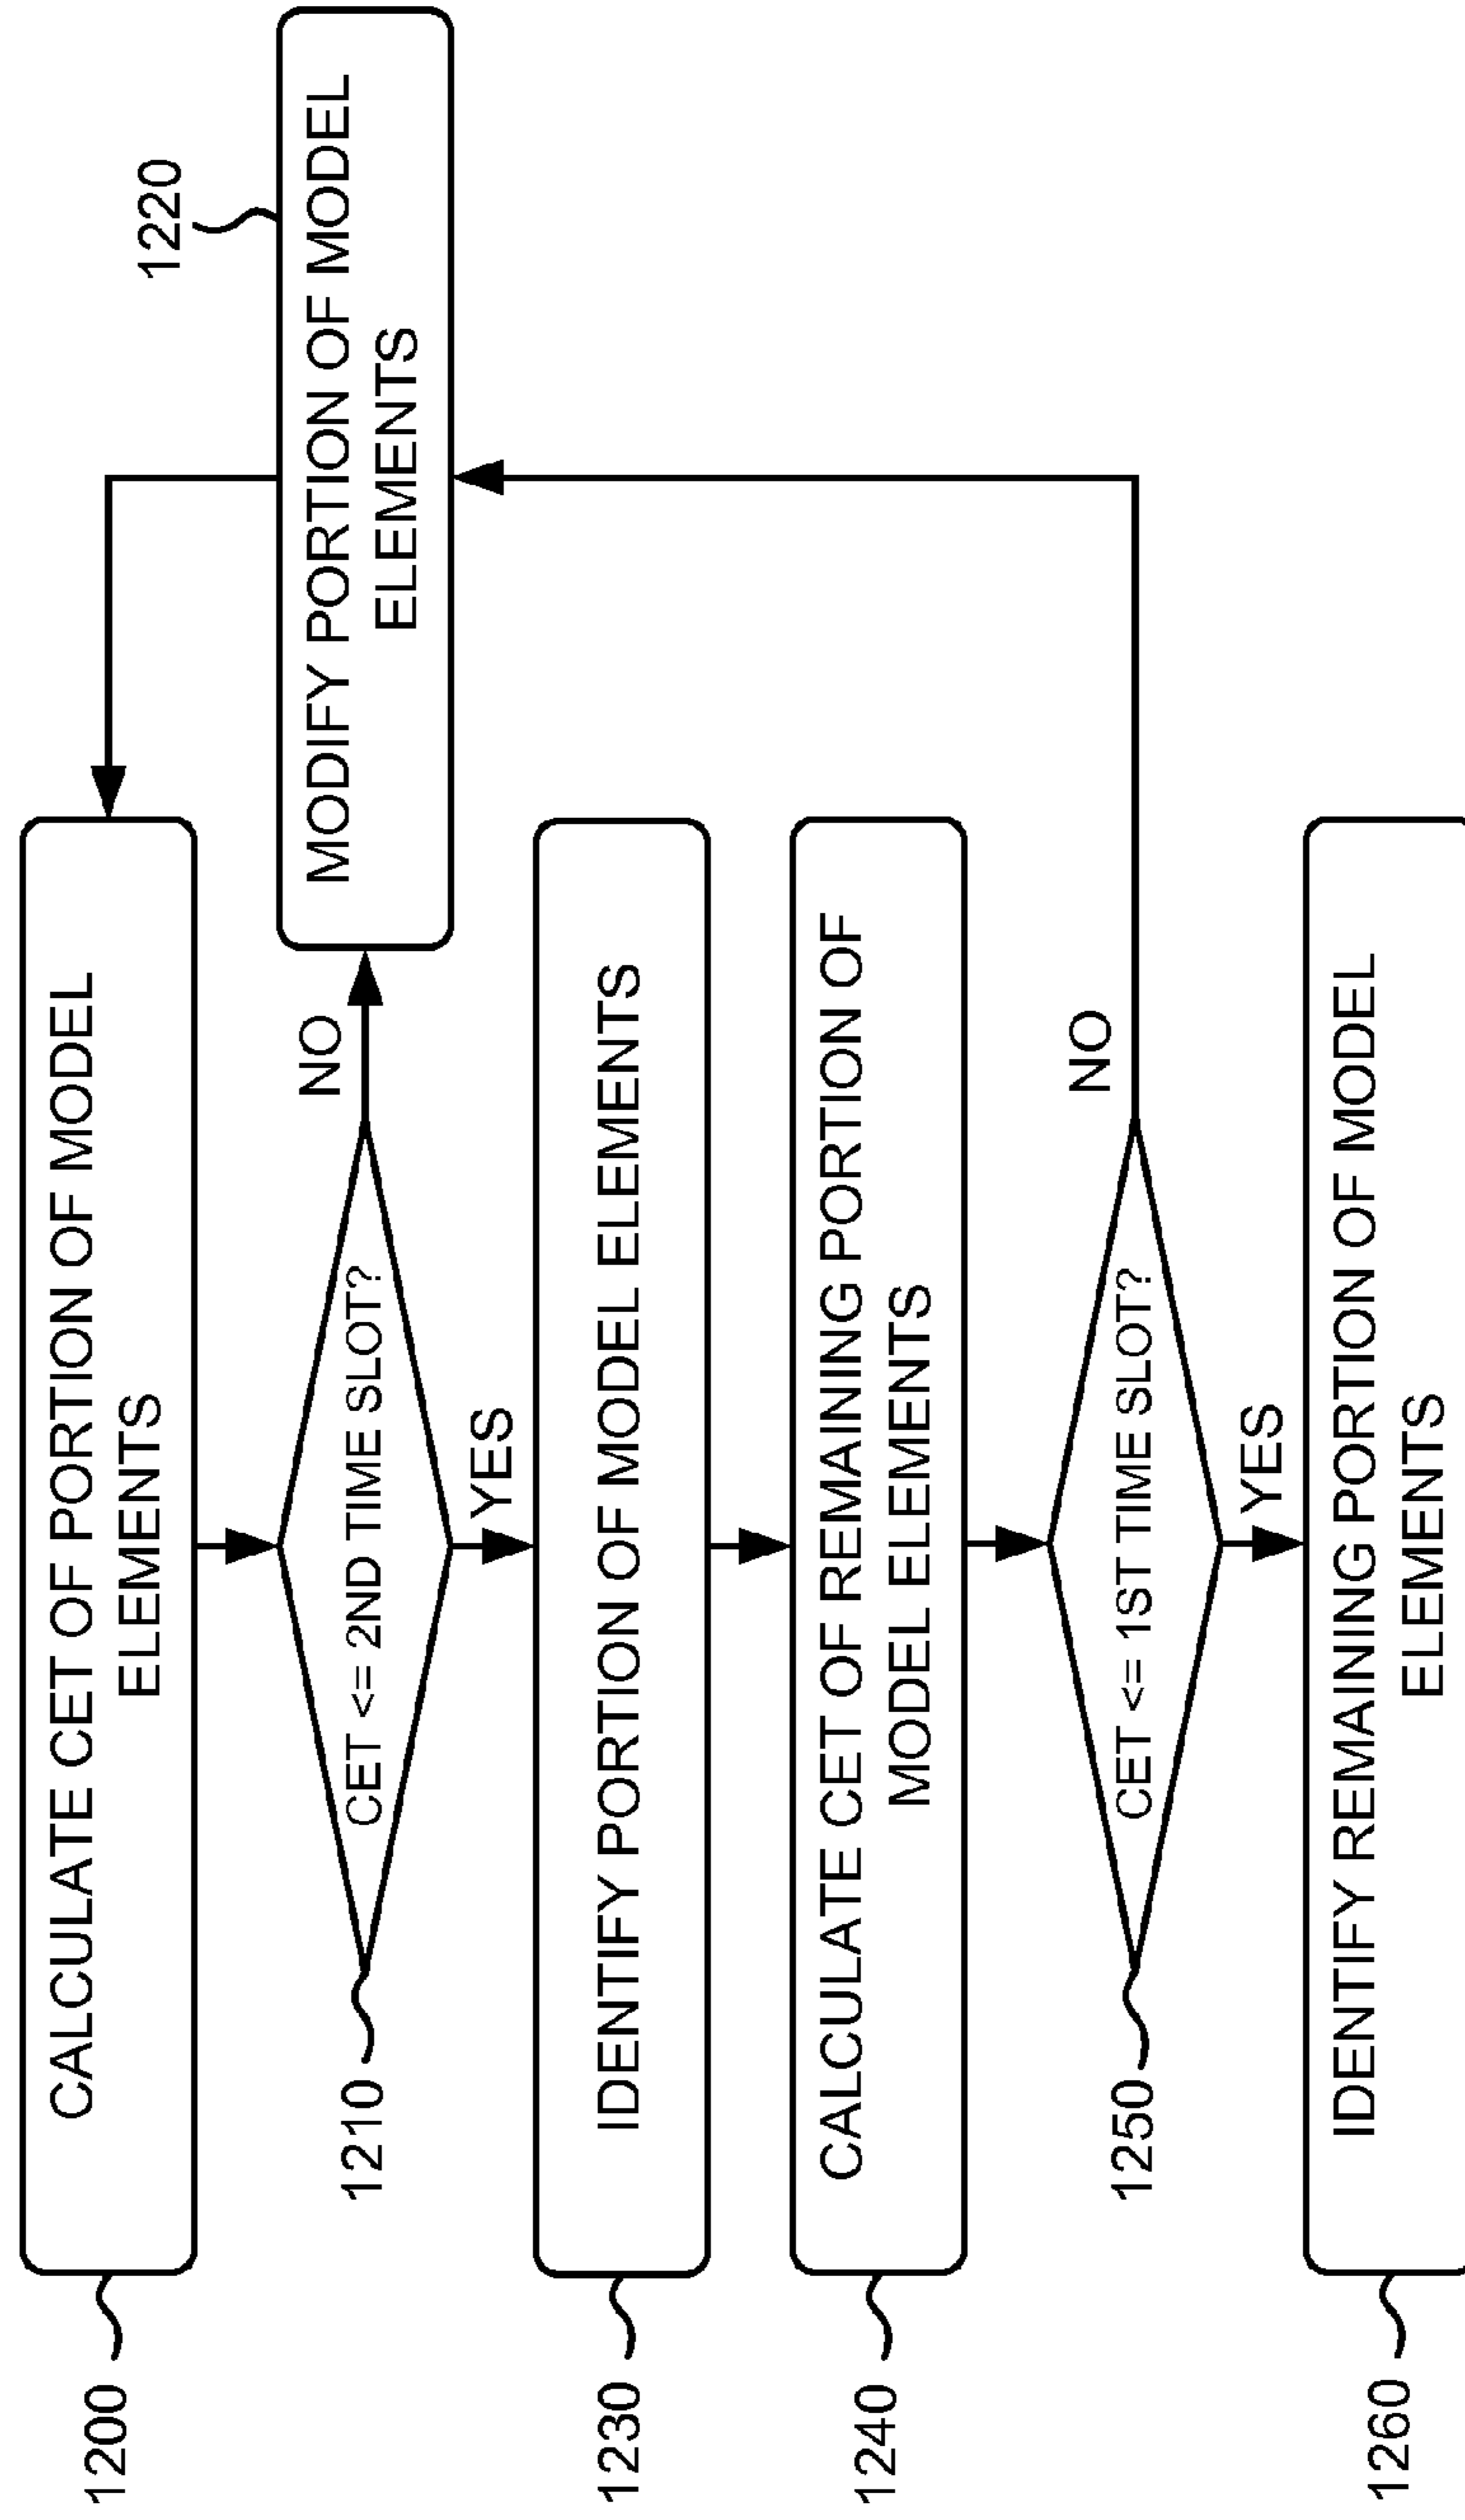 1200
CALCULATE CET OF PORTION OF MODEL
ELEMENTS
1210
CET <= 2ND TIME SLOT?
NO
1220
MODIFY PORTION OF MODEL
ELEMENTS
YES
1230
IDENTIFY PORTION OF MODEL ELEMENTS
1240
CALCULATE CET OF REMAINING PORTION OF
MODEL ELEMENTS
1250
CET <= 1ST TIME SLOT?
NO
YES
1260
IDENTIFY REMAINING PORTION OF MODEL
ELEMENTS